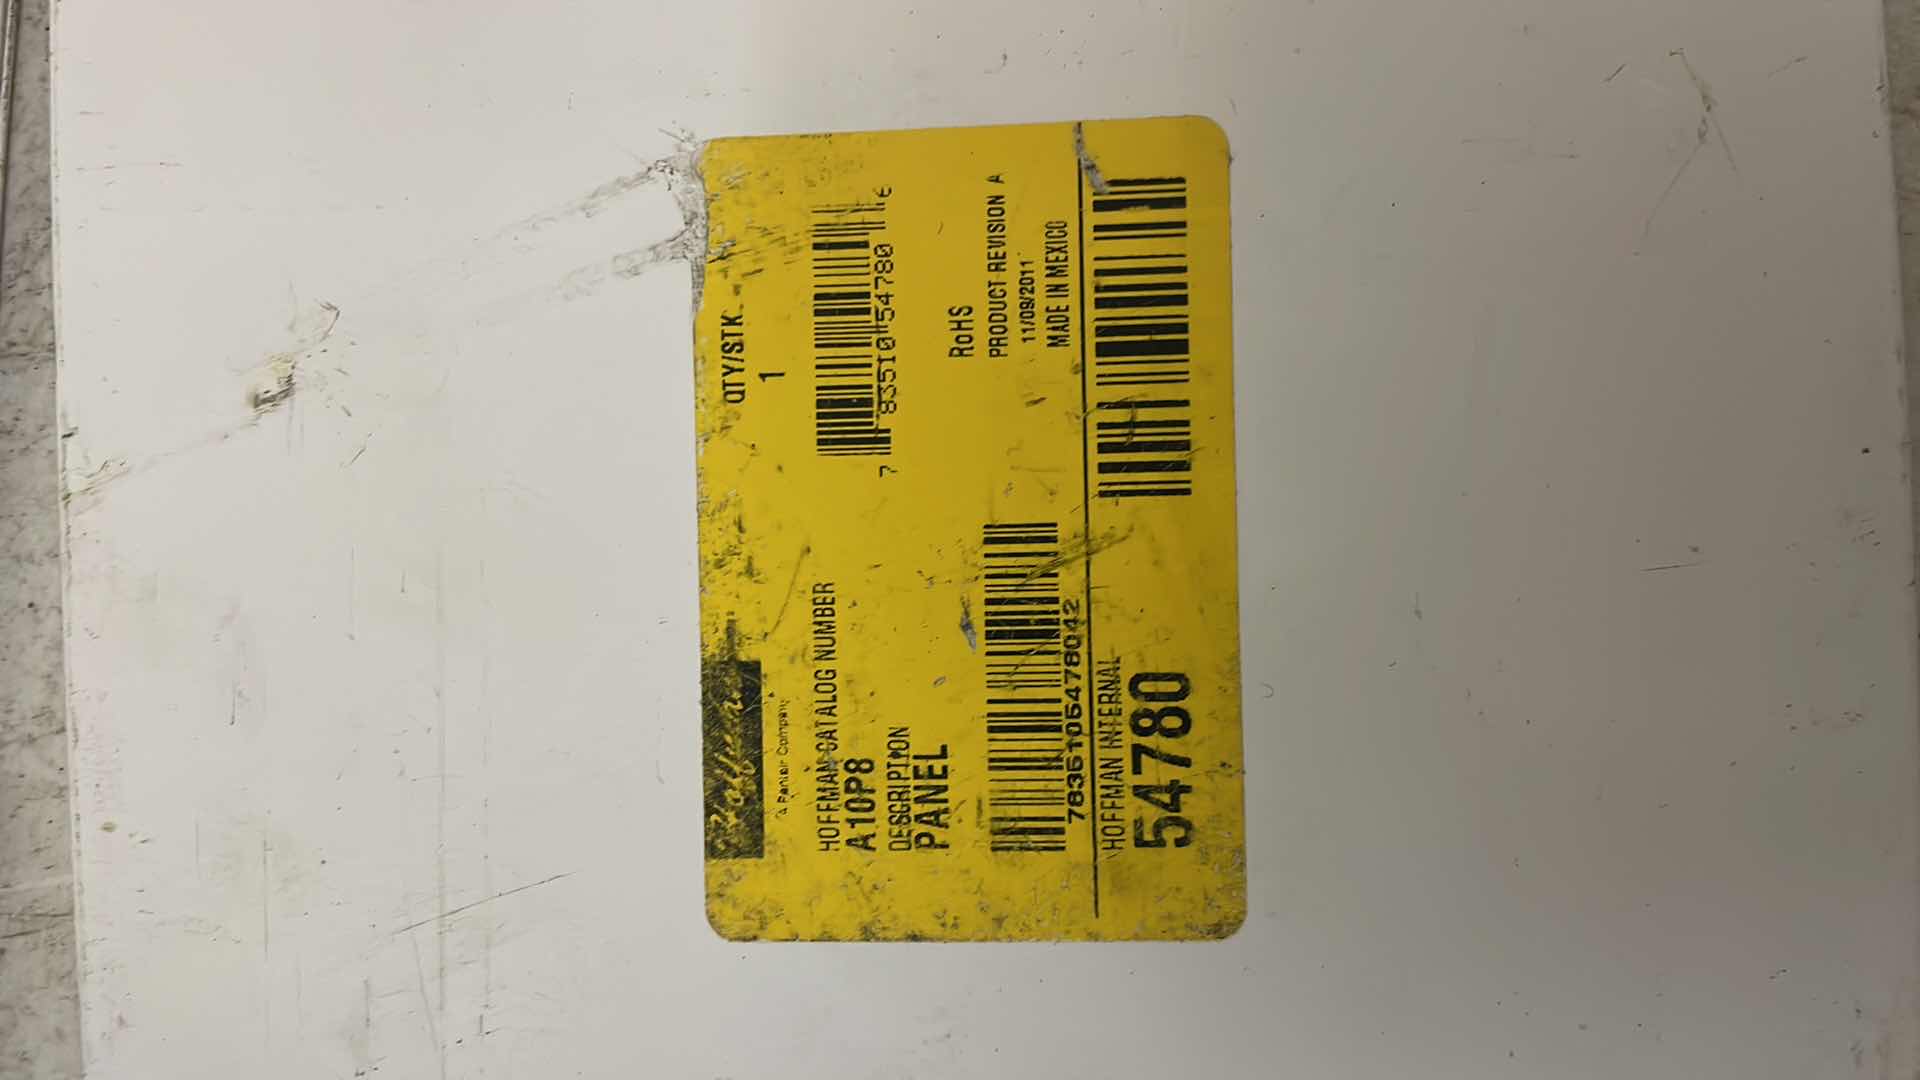 Hoffman
A Pentair Company
QTY/STK.
1
HOFFMAN CATALOG NUMBER
A10P8
DESCRIPTION
PANEL
7 83510 54780 6
7835105478042
RoHS
PRODUCT REVISION A
11/09/2011
MADE IN MEXICO
HOFFMAN INTERNAL
54780